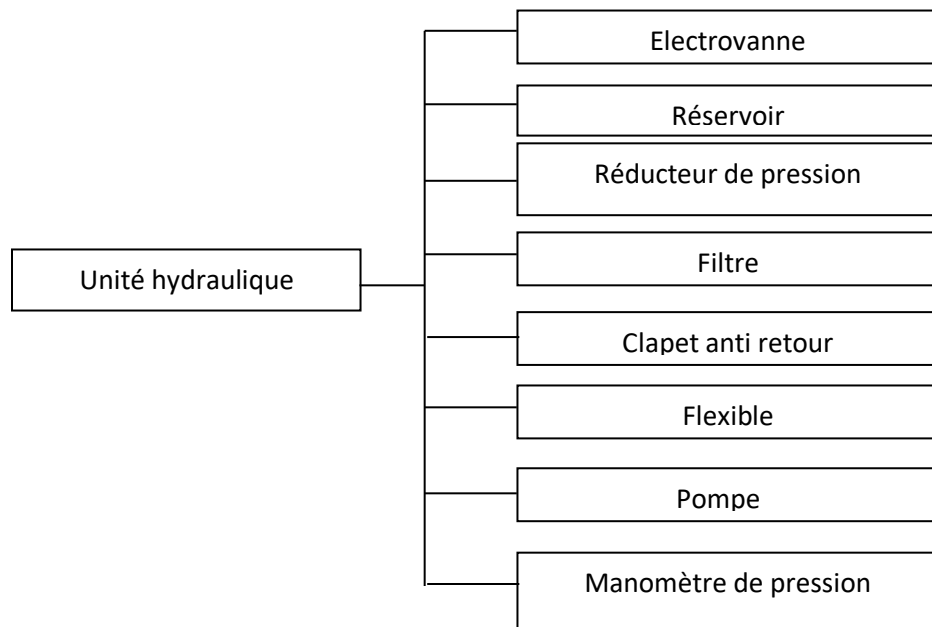 Electrovanne
Réservoir
Réducteur de pression
Filtre
Unité hydraulique
Clapet anti retour
Flexible
Pompe
Manomètre de pression